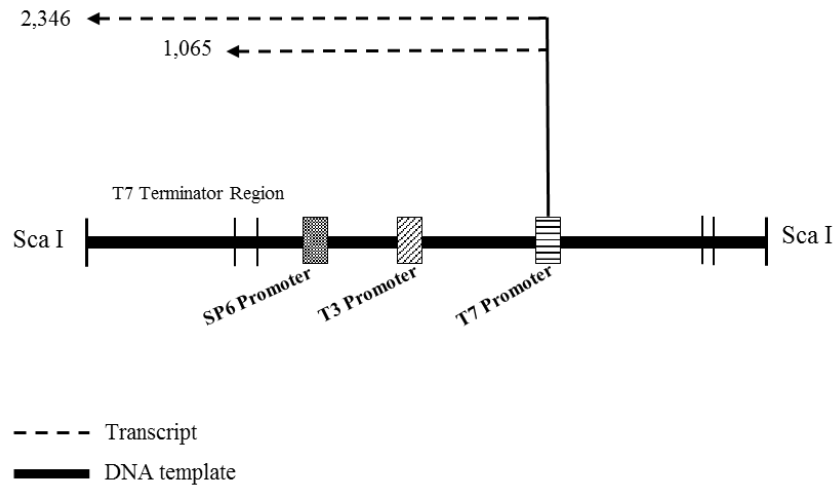 2,346
1,065
T7 Terminator Region
Sca I
Sca I
SP6 Promoter
T3 Promoter
T7 Promoter
Transcript
DNA template